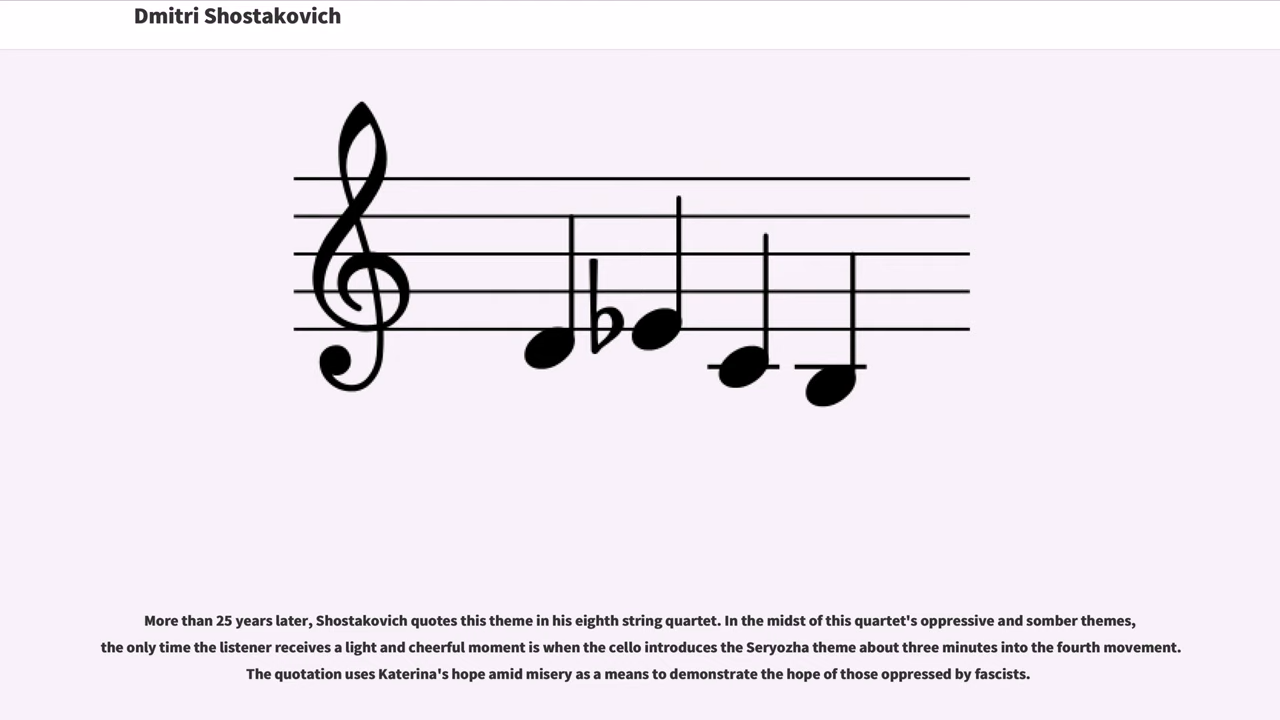 Dmitri Shostakovich
More than 25 years later, Shostakovich quotes this theme in his eighth string quartet. In the midst of this quartet's oppressive and somber themes,
the only time the listener receives a light and cheerful moment is when the cello introduces the Seryozha theme about three minutes into the fourth movement.
The quotation uses Katerina's hope amid misery as a means to demonstrate the hope of those oppressed by fascists.